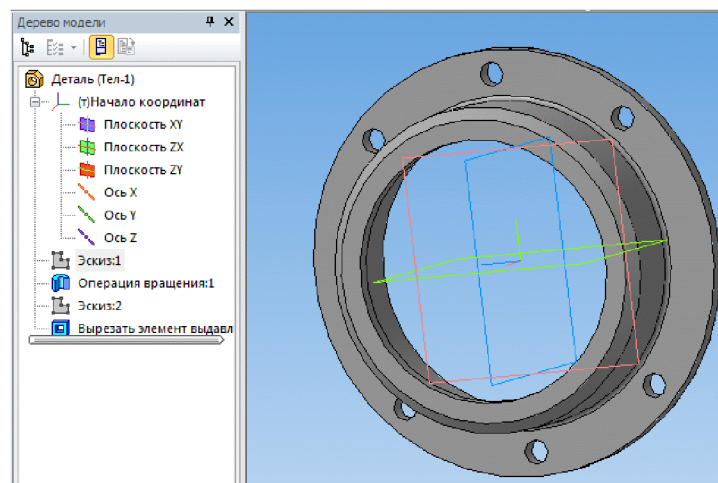 Дерево модели
Деталь (Тел-1)
(т)Начало координат
Плоскость XY
Плоскость ZX
Плоскость ZY
Ось X
Ось Y
Ось Z
Эскиз:1
Операция вращения:1
Эскиз:2
Вырезать элемент выдавл